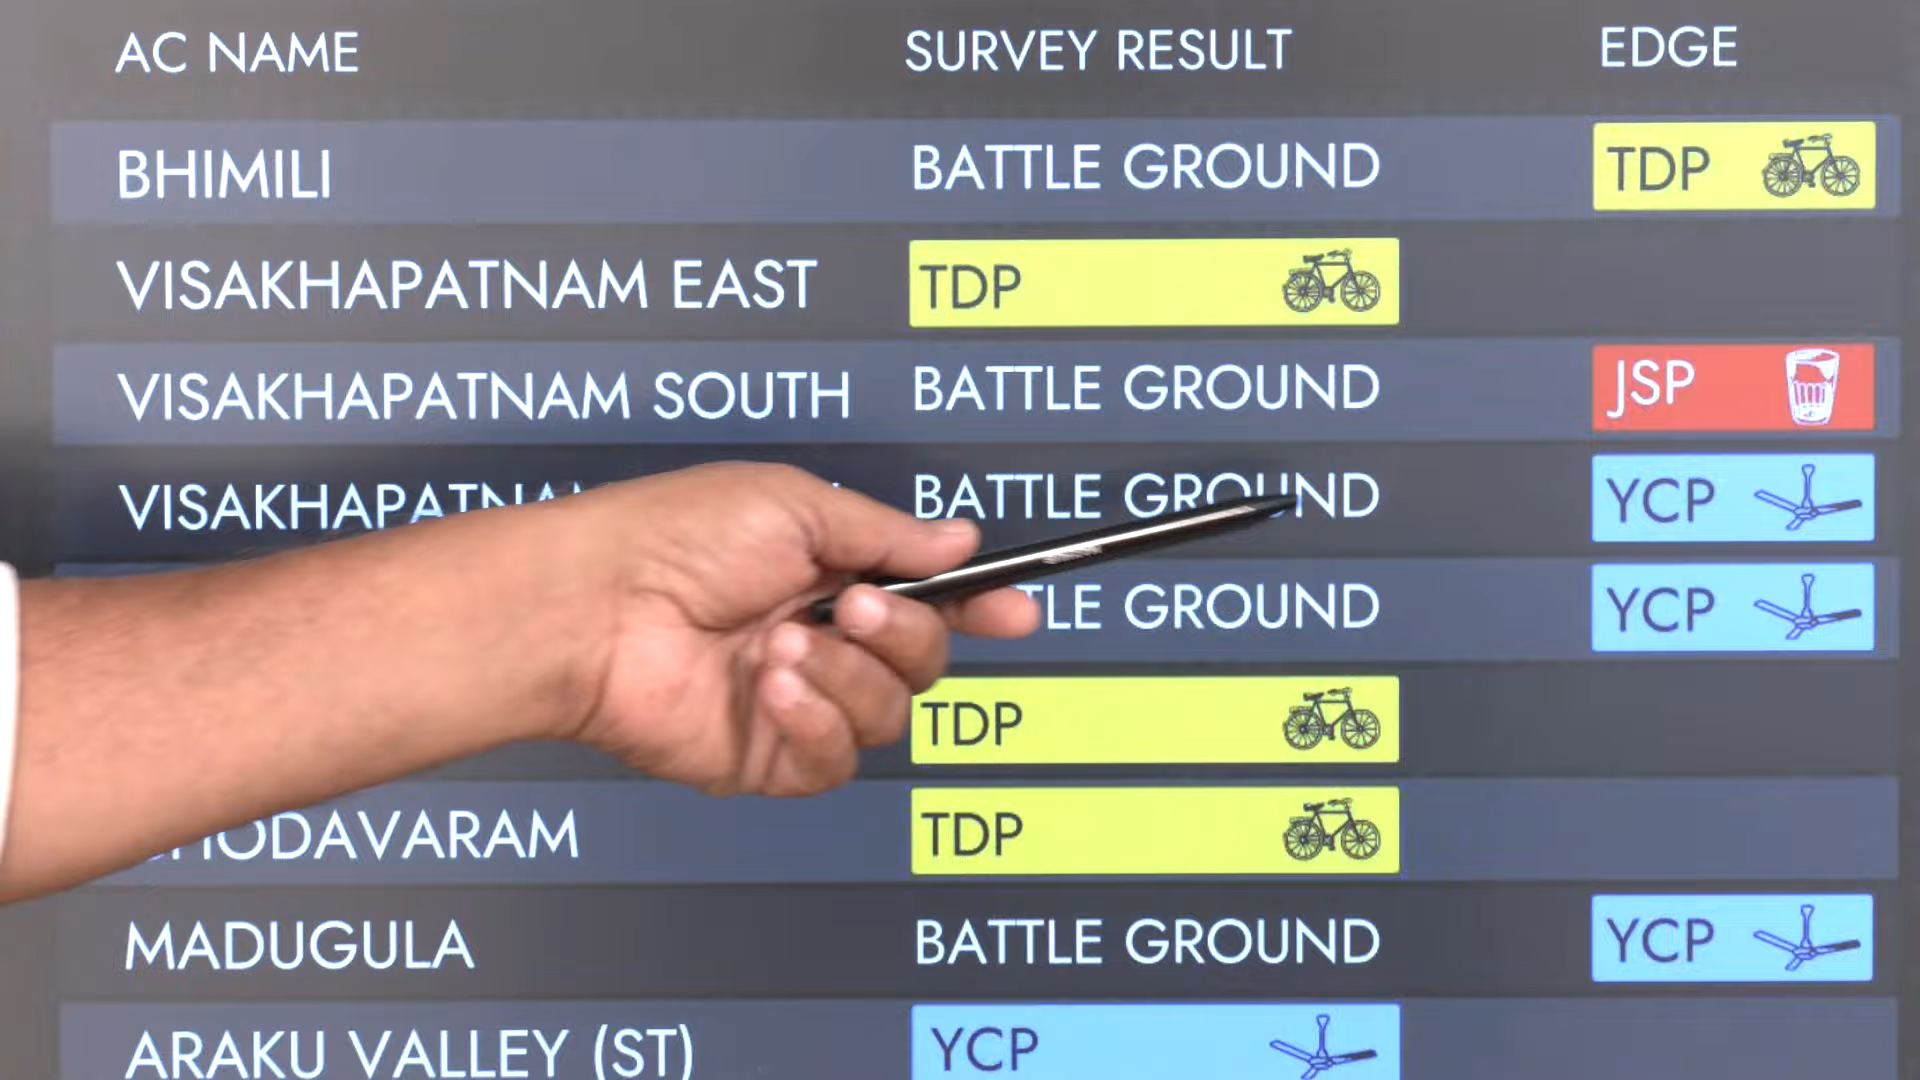 AC NAME SURVEY RESULT EDGE
BHIMILI BATTLE GROUND TDP
VISAKHAPATNAM EAST TDP
VISAKHAPATNAM SOUTH BATTLE GROUND JSP
BATTLE GROUND YCP
GROUND YCP
TDP
TDP
MADUGULA BATTLE GROUND YCP
ARAKU VALLEY (ST) YCP